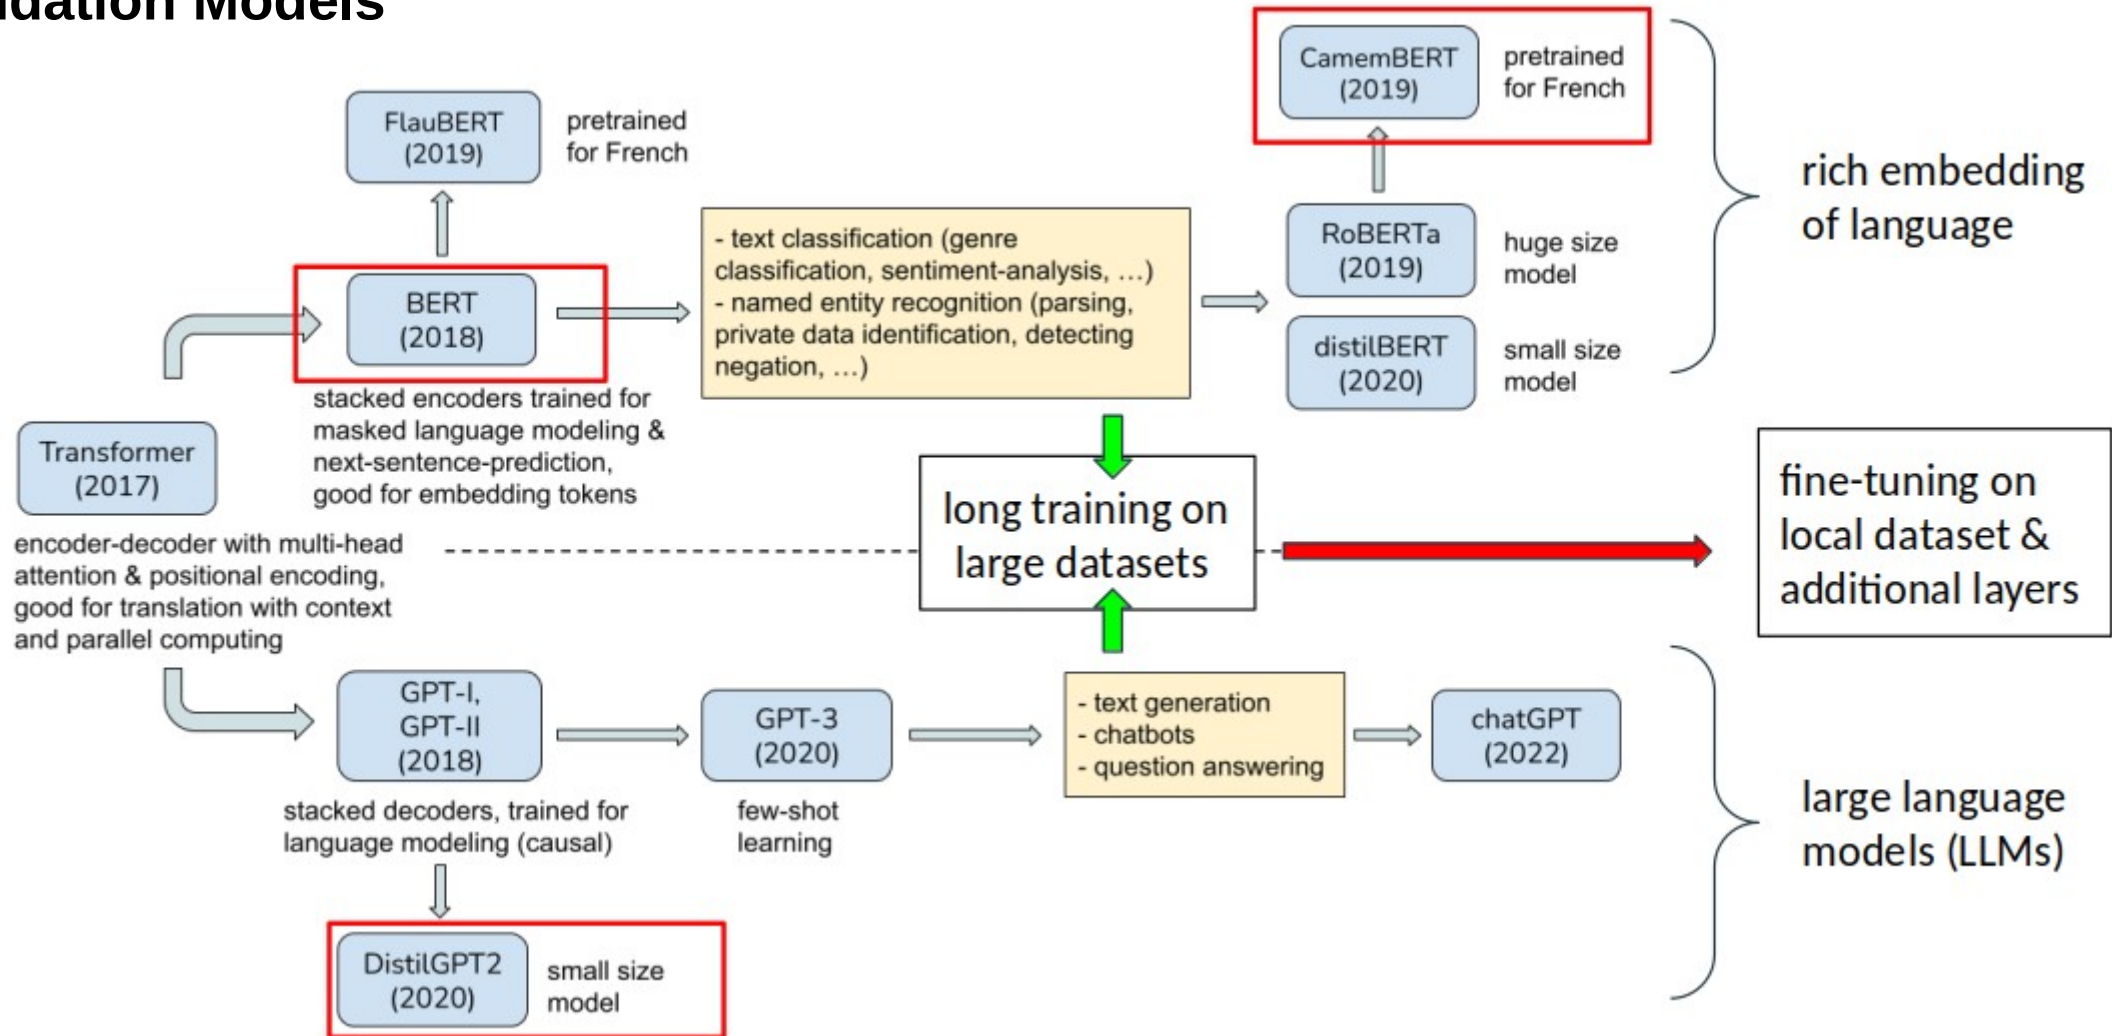 dation Models
FlauBERT
(2019)
pretrained
for French
CamemBERT
(2019)
pretrained
for French
rich embedding
of language
BERT
(2018)
- text classification (genre
classification, sentiment-analysis, …)
- named entity recognition (parsing,
private data identification, detecting
negation, …)
RoBERTa
(2019)
huge size
model
distilBERT
(2020)
small size
model
stacked encoders trained for
masked language modeling &
next-sentence-prediction,
good for embedding tokens
Transformer
(2017)
encoder-decoder with multi-head
attention & positional encoding,
good for translation with context
and parallel computing
long training on
large datasets
fine-tuning on
local dataset &
additional layers
GPT-I,
GPT-II
(2018)
GPT-3
(2020)
- text generation
- chatbots
- question answering
chatGPT
(2022)
stacked decoders, trained for
language modeling (causal)
few-shot
learning
large language
models (LLMs)
DistilGPT2
(2020)
small size
model